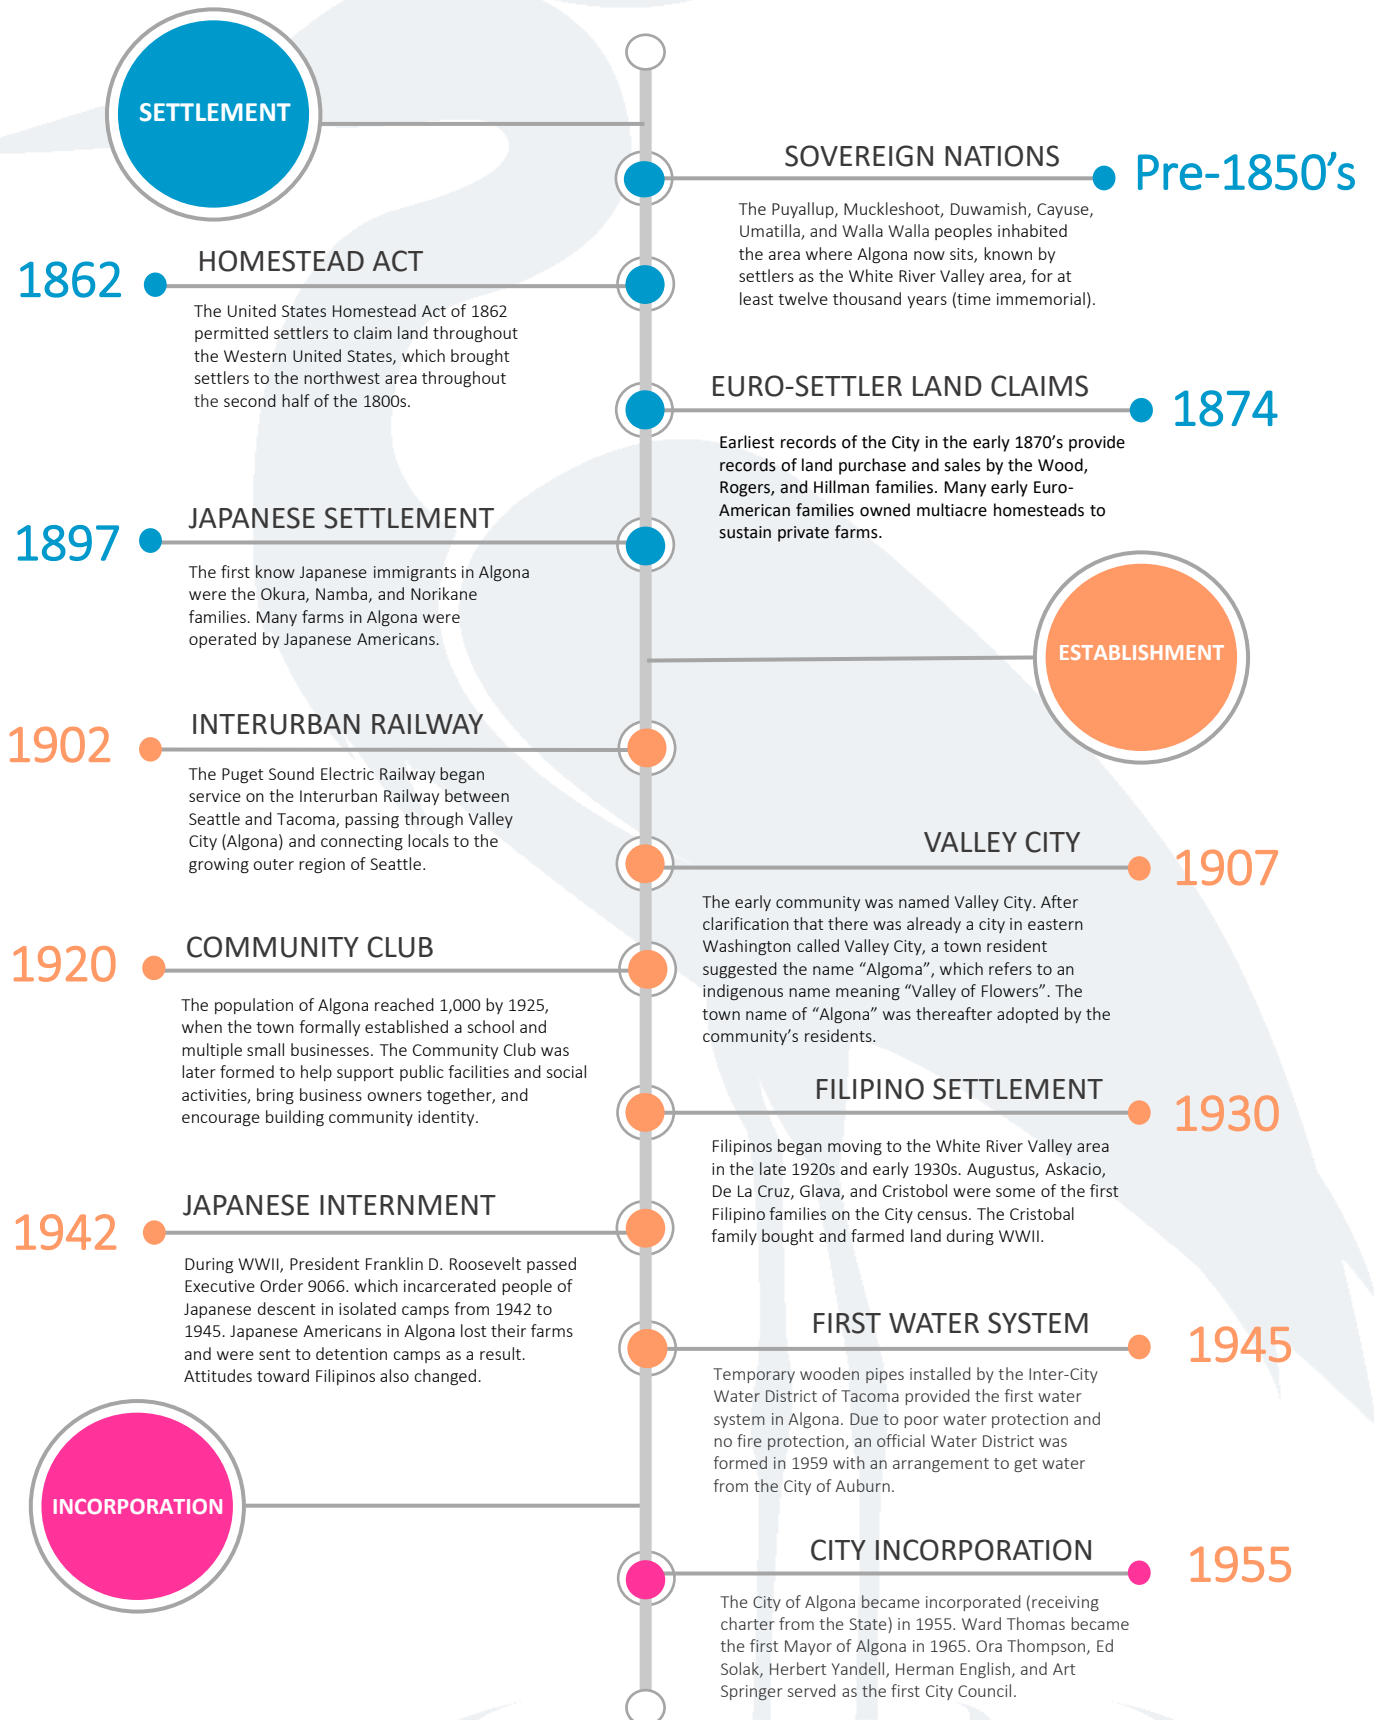 SETTLEMENT
SOVEREIGN NATIONS
Pre-1850’s
The Puyallup, Muckleshoot, Duwamish, Cayuse,
Umatilla, and Walla Walla peoples inhabited
the area where Algona now sits, known by
settlers as the White River Valley area, for at
least twelve thousand years (time immemorial).
1862
HOMESTEAD ACT
The United States Homestead Act of 1862
permitted settlers to claim land throughout
the Western United States, which brought
settlers to the northwest area throughout
the second half of the 1800s.
EURO-SETTLER LAND CLAIMS
1874
Earliest records of the City in the early 1870’s provide
records of land purchase and sales by the Wood,
Rogers, and Hillman families. Many early Euro-
American families owned multiacre homesteads to
sustain private farms.
1897
JAPANESE SETTLEMENT
The first know Japanese immigrants in Algona
were the Okura, Namba, and Norikane
families. Many farms in Algona were
operated by Japanese Americans.
ESTABLISHMENT
1902
INTERURBAN RAILWAY
The Puget Sound Electric Railway began
service on the Interurban Railway between
Seattle and Tacoma, passing through Valley
City (Algona) and connecting locals to the
growing outer region of Seattle.
VALLEY CITY
1907
The early community was named Valley City. After
clarification that there was already a city in eastern
Washington called Valley City, a town resident
suggested the name “Algoma”, which refers to an
indigenous name meaning “Valley of Flowers”. The
town name of “Algona” was thereafter adopted by the
community’s residents.
1920
COMMUNITY CLUB
The population of Algona reached 1,000 by 1925,
when the town formally established a school and
multiple small businesses. The Community Club was
later formed to help support public facilities and social
activities, bring business owners together, and
encourage building community identity.
FILIPINO SETTLEMENT
1930
Filipinos began moving to the White River Valley area
in the late 1920s and early 1930s. Augustus, Askacio,
De La Cruz, Glava, and Cristobol were some of the first
Filipino families on the City census. The Cristobal
family bought and farmed land during WWII.
1942
JAPANESE INTERNMENT
During WWII, President Franklin D. Roosevelt passed
Executive Order 9066. which incarcerated people of
Japanese descent in isolated camps from 1942 to
1945. Japanese Americans in Algona lost their farms
and were sent to detention camps as a result.
Attitudes toward Filipinos also changed.
FIRST WATER SYSTEM
1945
Temporary wooden pipes installed by the Inter-City
Water District of Tacoma provided the first water
system in Algona. Due to poor water protection and
no fire protection, an official Water District was
formed in 1959 with an arrangement to get water
from the City of Auburn.
INCORPORATION
CITY INCORPORATION
1955
The City of Algona became incorporated (receiving
charter from the State) in 1955. Ward Thomas became
the first Mayor of Algona in 1965. Ora Thompson, Ed
Solak, Herbert Yandell, Herman English, and Art
Springer served as the first City Council.